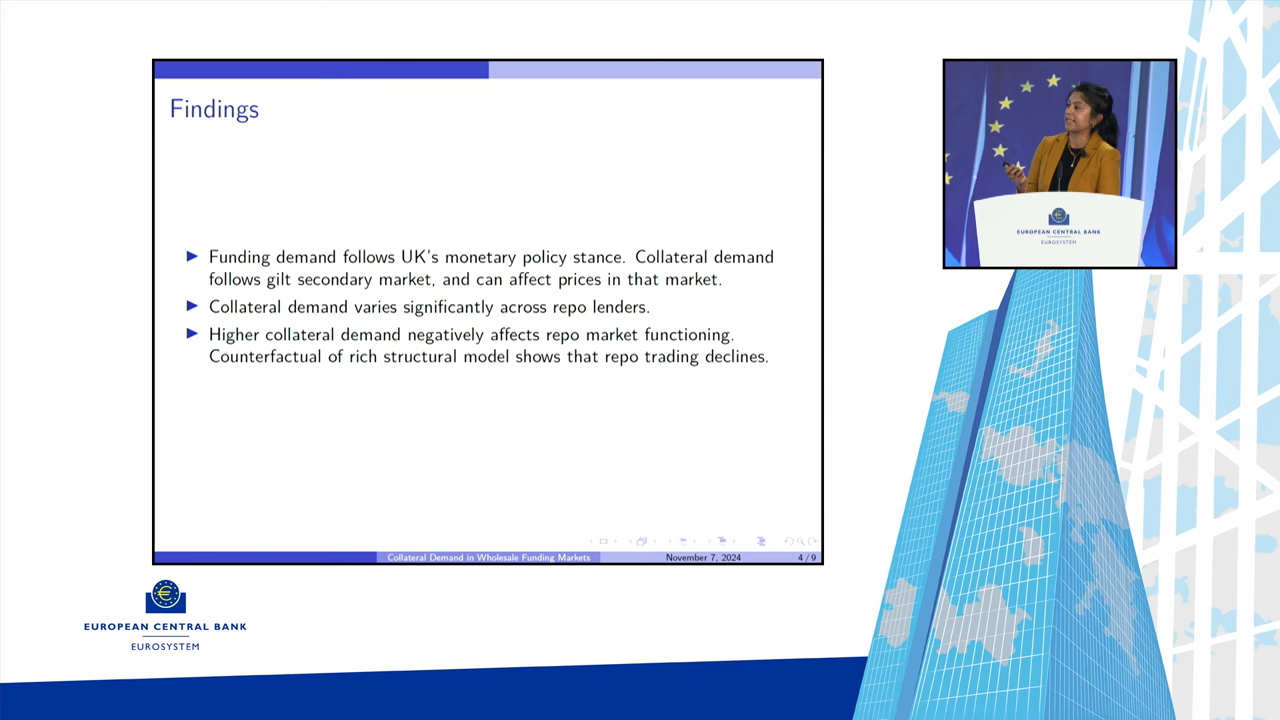 Findings
Funding demand follows UK's monetary policy stance. Collateral demand
follows gilt secondary market, and can affect prices in that market.
Collateral demand varies significantly across repo lenders.
Higher collateral demand negatively affects repo market functioning.
Counterfactual of rich structural model shows that repo trading declines.
Collateral Demand in Wholesale Funding Markets
November 7, 2024
4 / 9
EUROPEAN CENTRAL BANK
EUROSYSTEM
EUROPEAN CENTRAL BANK
EUROSYSTEM